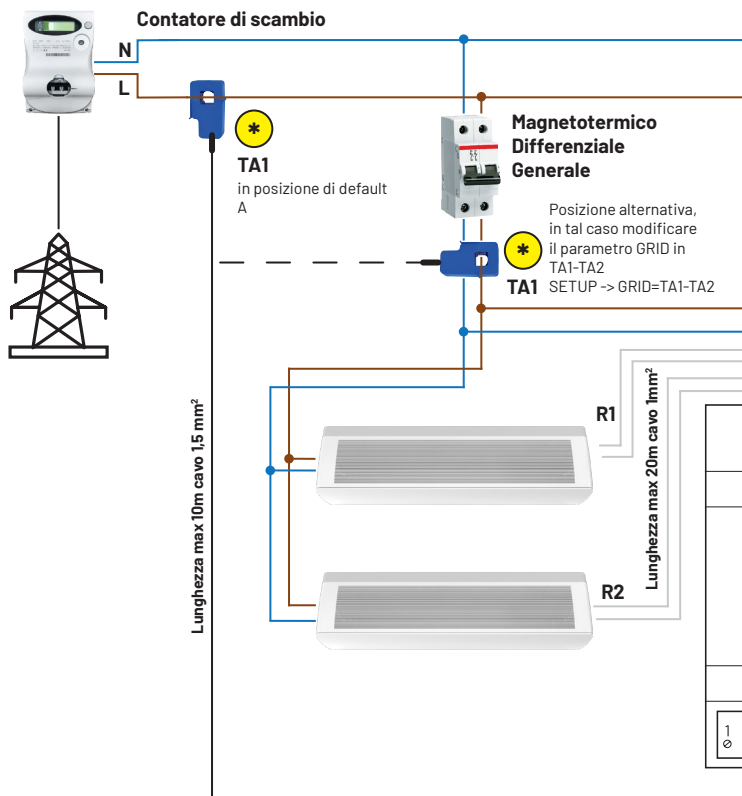 Contatore di scambio
N
L
TA1
in posizione di default
A
Magnetotermico
Differenziale
Generale
Posizione alternativa,
in tal caso modificare
il parametro GRID in
TA1-TA2
SETUP -> GRID=TA1-TA2
TA1
Lunghezza max 10m cavo 1,5 mm²
R1
Lunghezza max 20m cavo 1mm²
R2
1